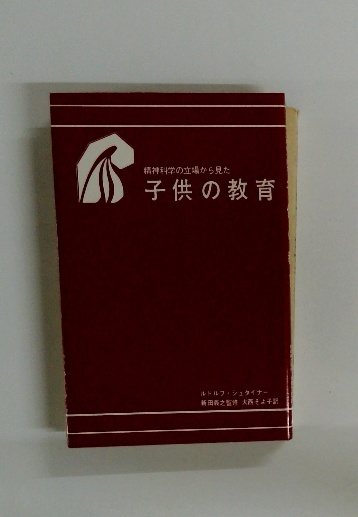 精神科学の立場から見た
子供の教育
ルドルフ・シュタイナー
新田義之監修 大西そよ子訳